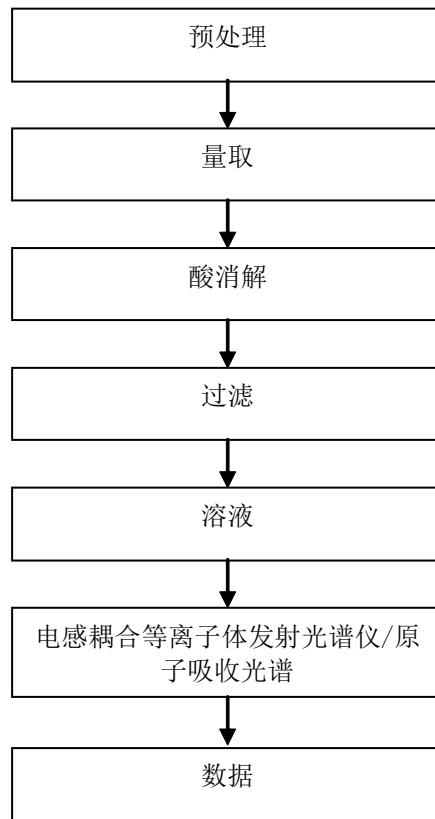 预处理
量取
酸消解
过滤
溶液
电感耦合等离子体发射光谱仪/原
子吸收光谱
数据